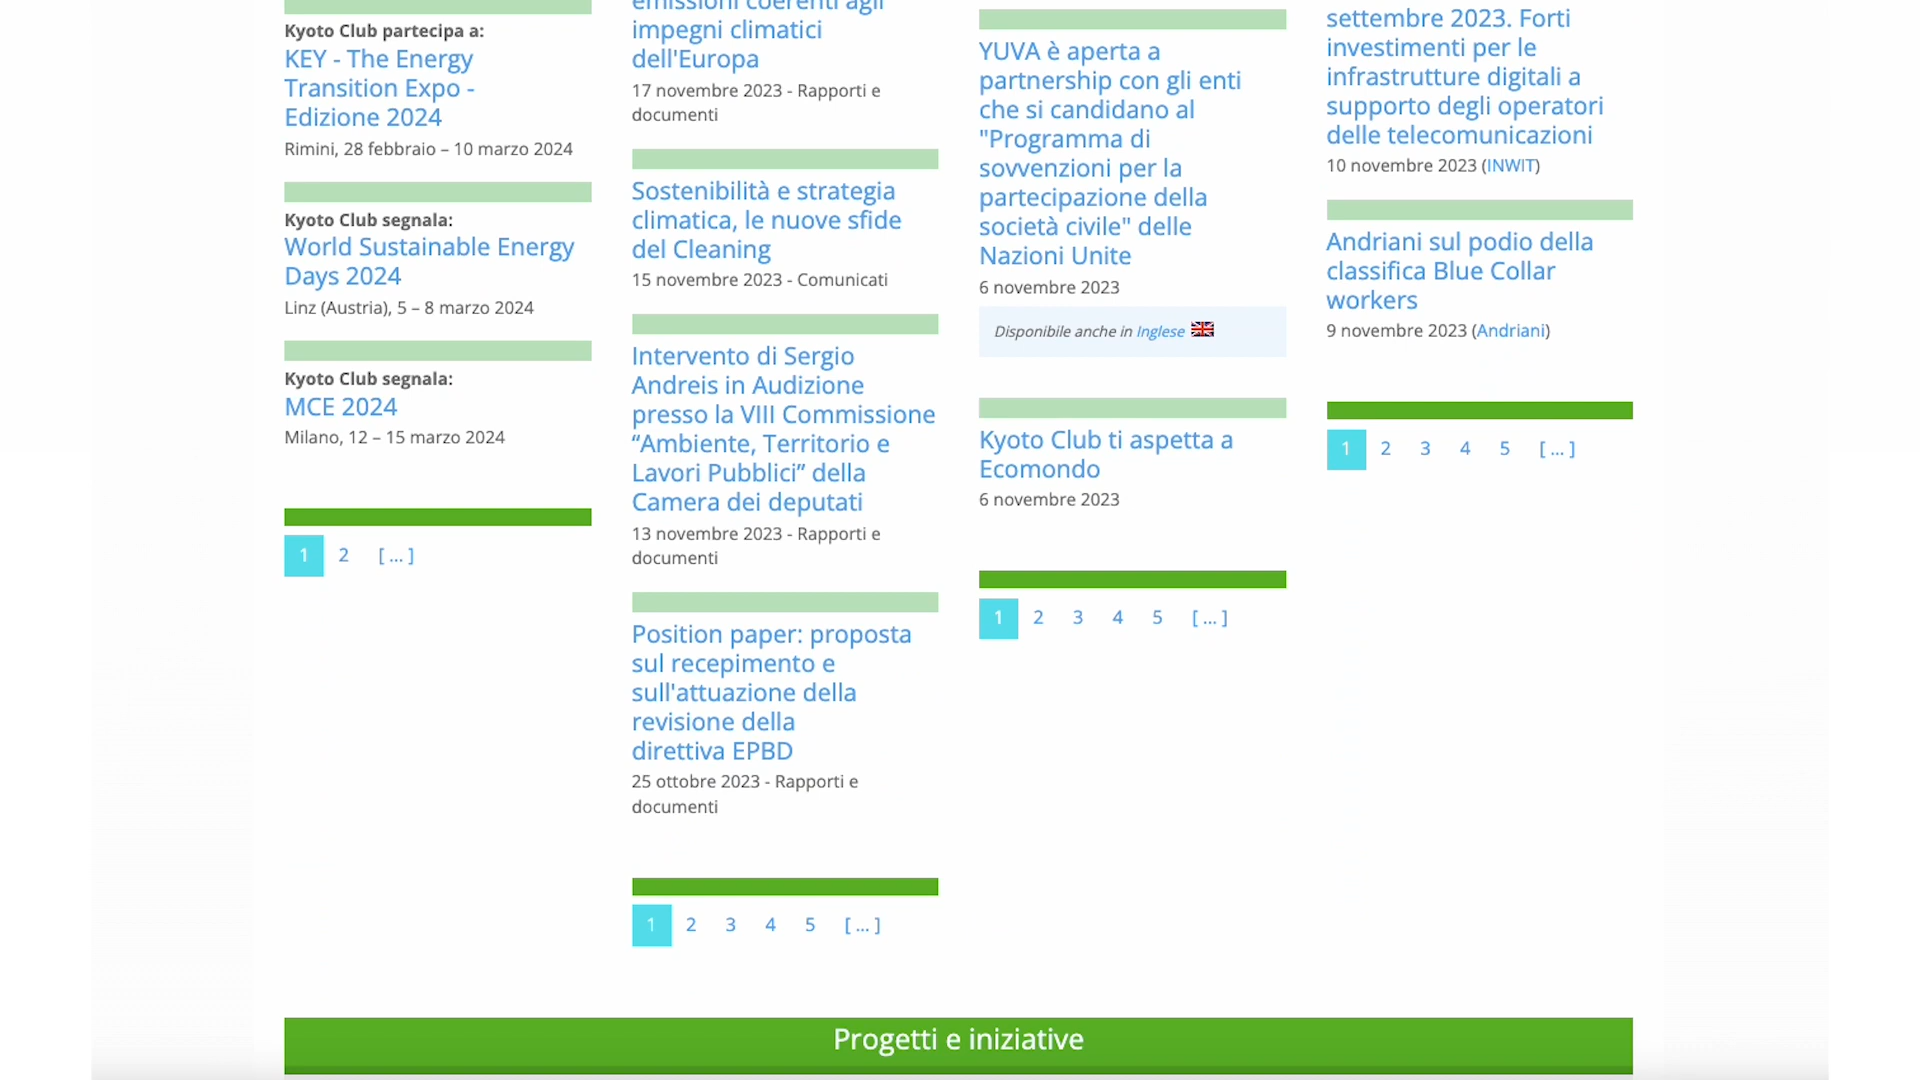 Kyoto Club partecipa a:
KEY - The Energy
Transition Expo -
Edizione 2024
Rimini, 28 febbraio – 10 marzo 2024
Kyoto Club segnala:
World Sustainable Energy
Days 2024
Linz (Austria), 5 – 8 marzo 2024
Kyoto Club segnala:
MCE 2024
Milano, 12 – 15 marzo 2024
1 2 [ ... ]
emissioni coerenti agli
impegni climatici
dell'Europa
17 novembre 2023 - Rapporti e
documenti
Sostenibilità e strategia
climatica, le nuove sfide
del Cleaning
15 novembre 2023 - Comunicati
Intervento di Sergio
Andreis in Audizione
presso la VIII Commissione
“Ambiente, Territorio e
Lavori Pubblici” della
Camera dei deputati
13 novembre 2023 - Rapporti e
documenti
Position paper: proposta
sul recepimento e
sull'attuazione della
revisione della
direttiva EPBD
25 ottobre 2023 - Rapporti e
documenti
1 2 3 4 5 [ ... ]
YUVA è aperta a
partnership con gli enti
che si candidano al
"Programma di
sovvenzioni per la
partecipazione della
società civile" delle
Nazioni Unite
6 novembre 2023
Disponibile anche in Inglese
Kyoto Club ti aspetta a
Ecomondo
6 novembre 2023
1 2 3 4 5 [ ... ]
settembre 2023. Forti
investimenti per le
infrastrutture digitali a
supporto degli operatori
delle telecomunicazioni
10 novembre 2023 (INWIT)
Andriani sul podio della
classifica Blue Collar
workers
9 novembre 2023 (Andriani)
1 2 3 4 5 [ ... ]
Progetti e iniziative